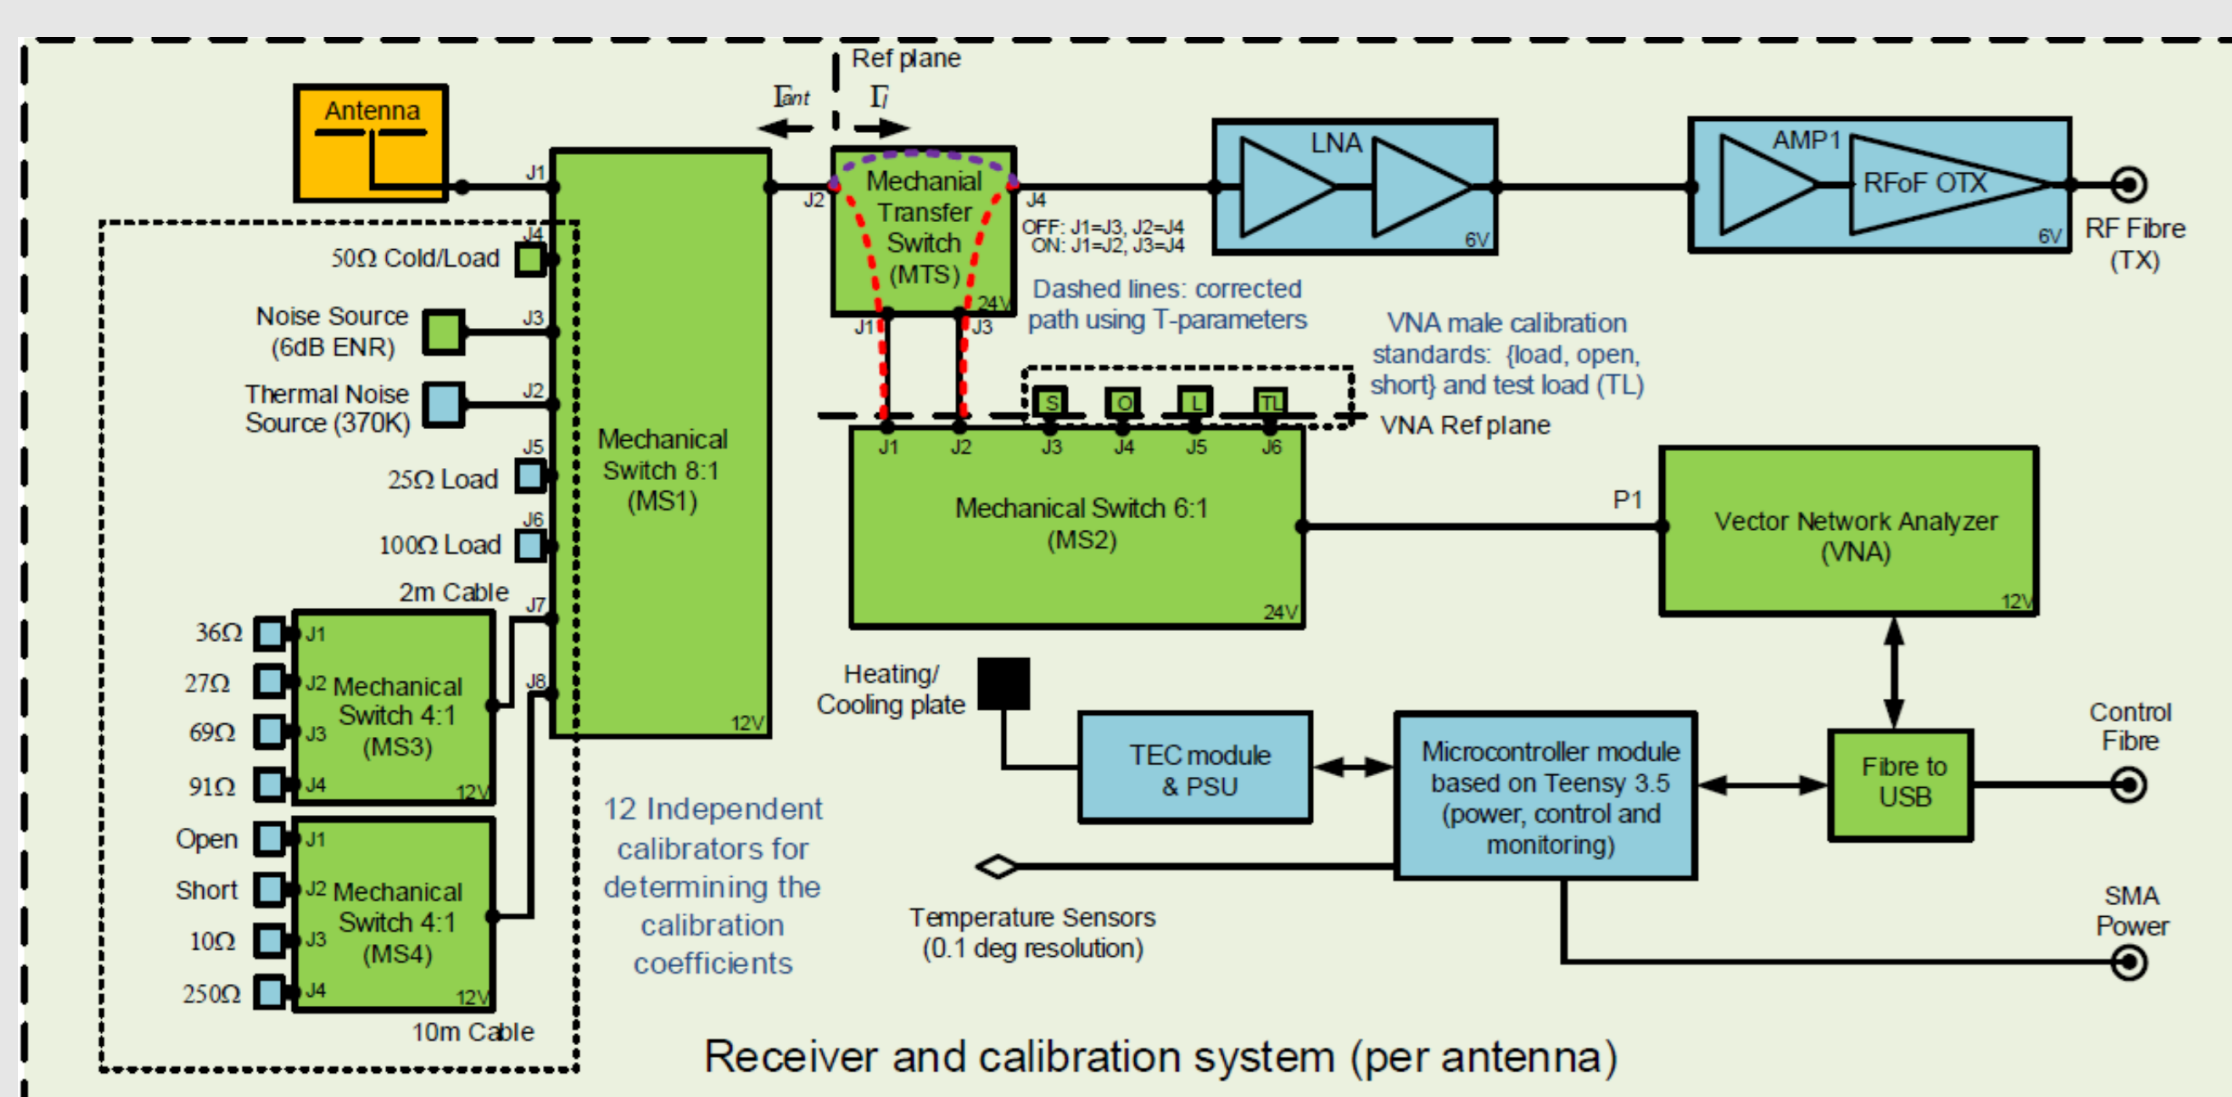 Ref plane
Γant
Γl
Antenna
J1
J2
Mechanial
Transfer
Switch
(MTS)
24V
J4
OFF: J1=J3, J2=J4
ON: J1=J2, J3=J4
LNA
6V
AMP1
RFoF OTX
6V
RF Fibre
(TX)
J1
J3
Dashed lines: corrected
path using T-parameters
VNA male calibration
standards: {load, open,
short} and test load (TL)
VNA Ref plane
S
O
L
TL
J1
J2
J3
J4
J5
J6
Mechanical Switch 6:1
(MS2)
24V
P1
Vector Network Analyzer
(VNA)
12V
J4
50Ω Cold/Load
Noise Source
(6dB ENR)
J3
Thermal Noise
Source (370K)
J2
J5
25Ω Load
J6
100Ω Load
2m Cable
J7
J8
Mechanical
Switch 8:1
(MS1)
12V
36Ω
27Ω
69Ω
91Ω
J1
J2
J3
J4
Mechanical
Switch 4:1
(MS3)
12V
Open
Short
10Ω
250Ω
J1
J2
J3
J4
Mechanical
Switch 4:1
(MS4)
12V
10m Cable
12 Independent
calibrators for
determining the
calibration
coefficients
Heating/
Cooling plate
TEC module
& PSU
Microcontroller module
based on Teensy 3.5
(power, control and
monitoring)
Fibre to
USB
Control
Fibre
SMA
Power
Temperature Sensors
(0.1 deg resolution)
Receiver and calibration system (per antenna)